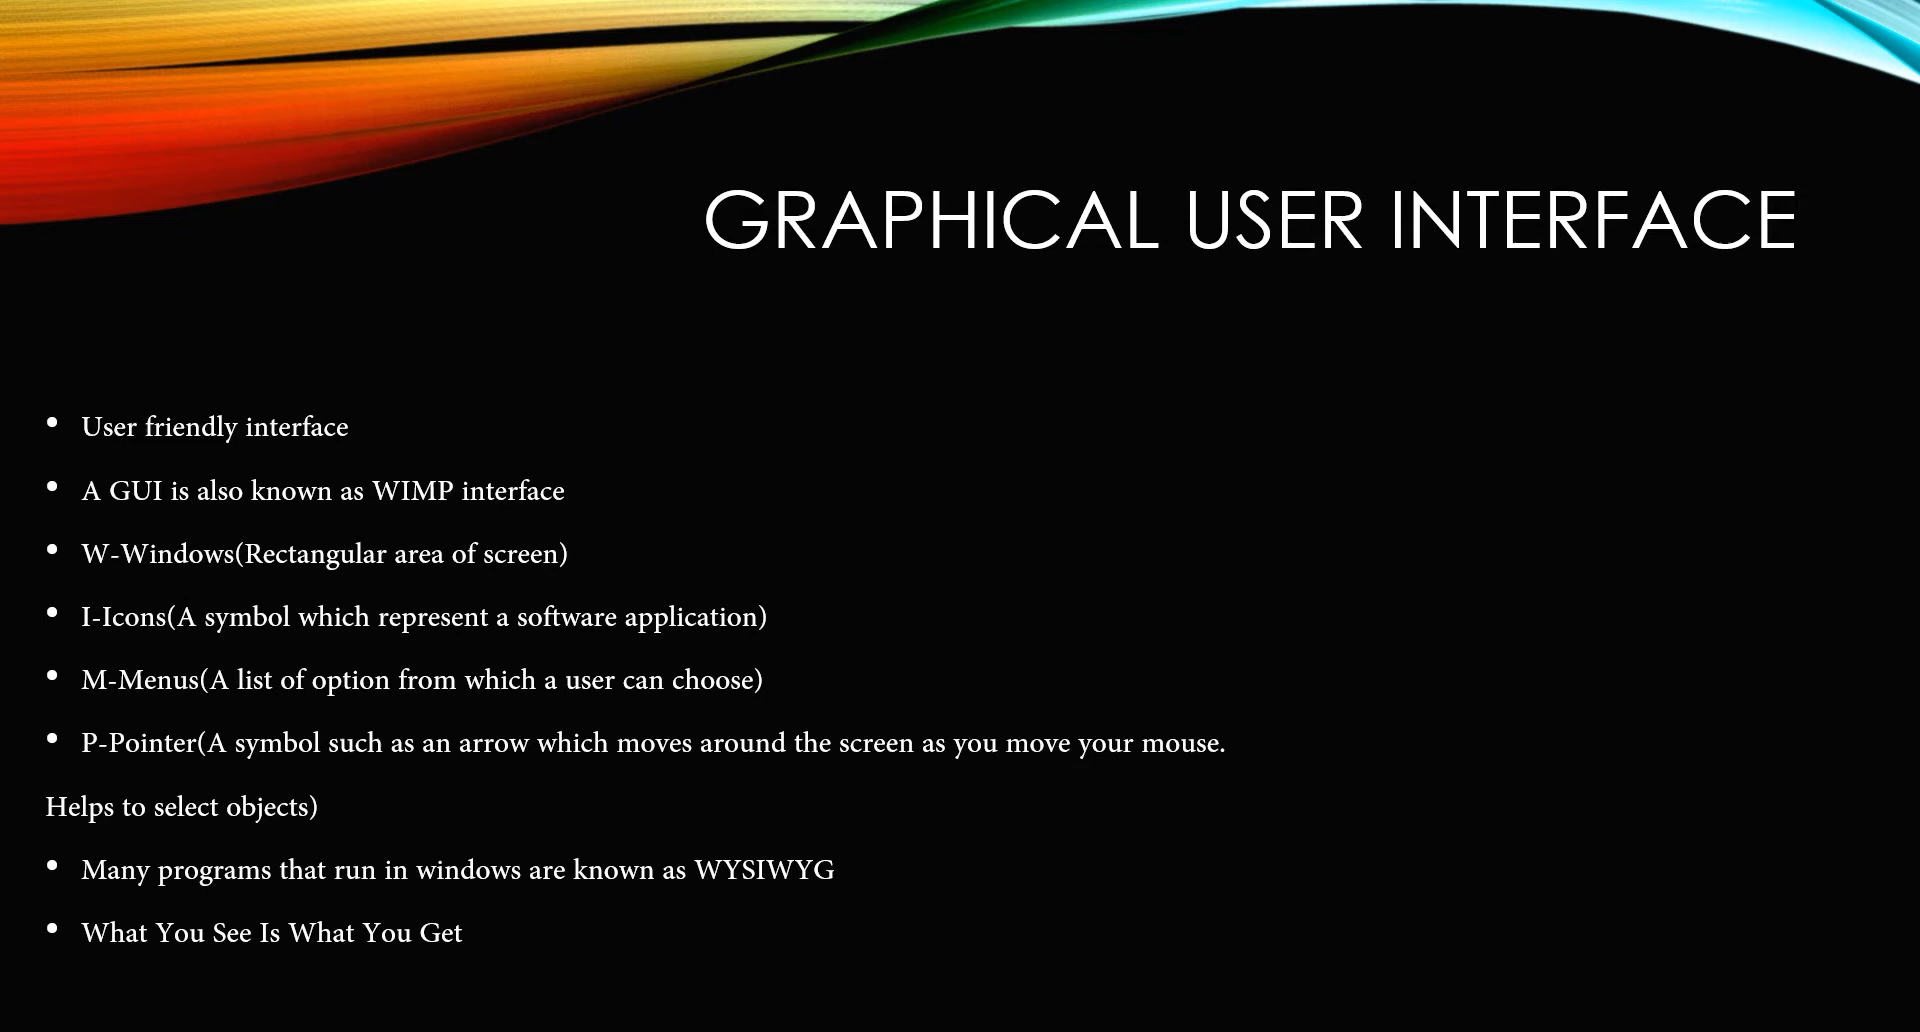 GRAPHICAL USER INTERFACE
• User friendly interface
• A GUI is also known as WIMP interface
• W-Windows(Rectangular area of screen)
• I-Icons(A symbol which represent a software application)
• M-Menus(A list of option from which a user can choose)
• P-Pointer(A symbol such as an arrow which moves around the screen as you move your mouse.
Helps to select objects)
• Many programs that run in windows are known as WYSIWYG
• What You See Is What You Get